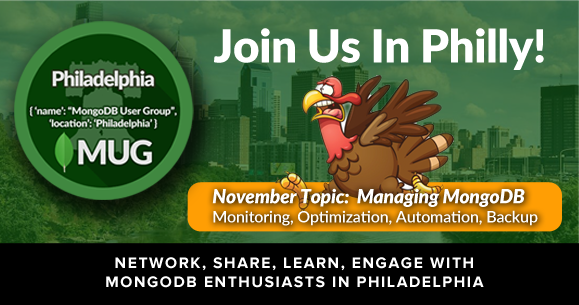 Join Us In Philly!
Philadelphia
{ 'name': "MongoDB User Group",
'location': 'Philadelphia' }
MUG
November Topic: Managing MongoDB
Monitoring, Optimization, Automation, Backup
NETWORK, SHARE, LEARN, ENGAGE WITH
MONGODB ENTHUSIASTS IN PHILADELPHIA